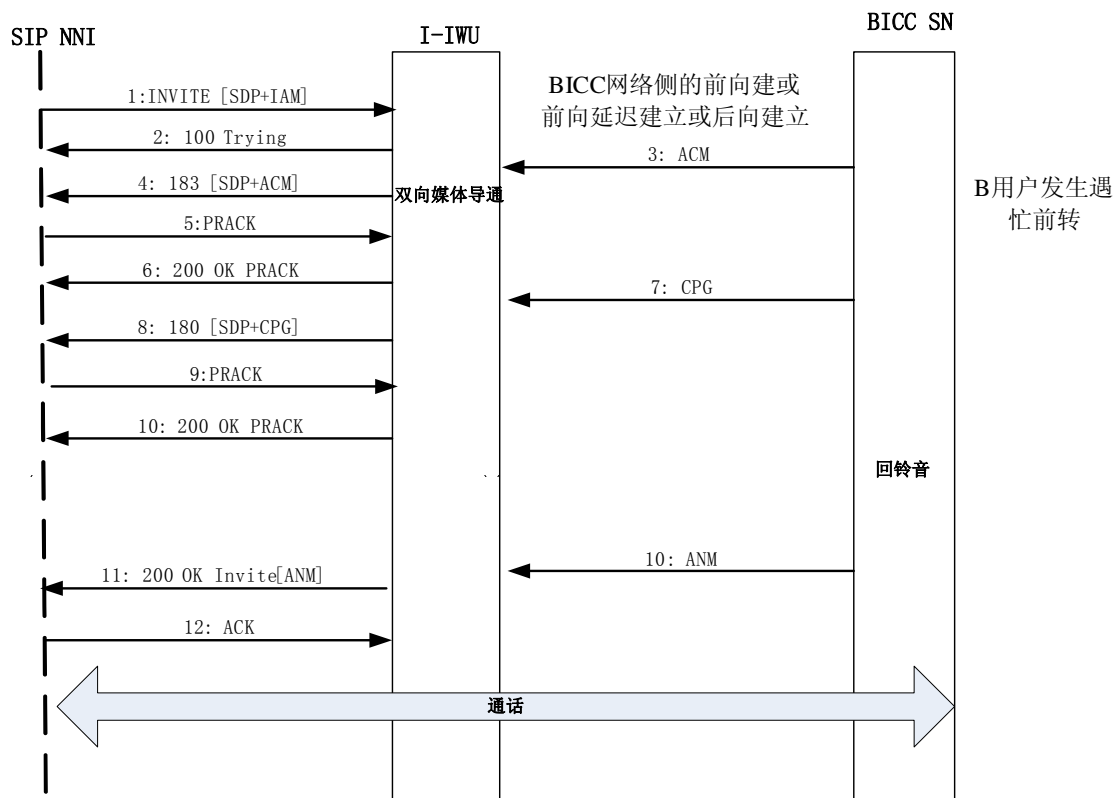 SIP NNI
I-IWU
BICC SN
BICC网络侧的前向建或
前向延迟建立或后向建立
1:INVITE [SDP+IAM]
2: 100 Trying
3: ACM
4: 183 [SDP+ACM]
双向媒体导通
B用户发生遇
忙前转
5:PRACK
6: 200 OK PRACK
7: CPG
8: 180 [SDP+CPG]
9:PRACK
10: 200 OK PRACK
回铃音
10: ANM
11: 200 OK Invite[ANM]
12: ACK
通话